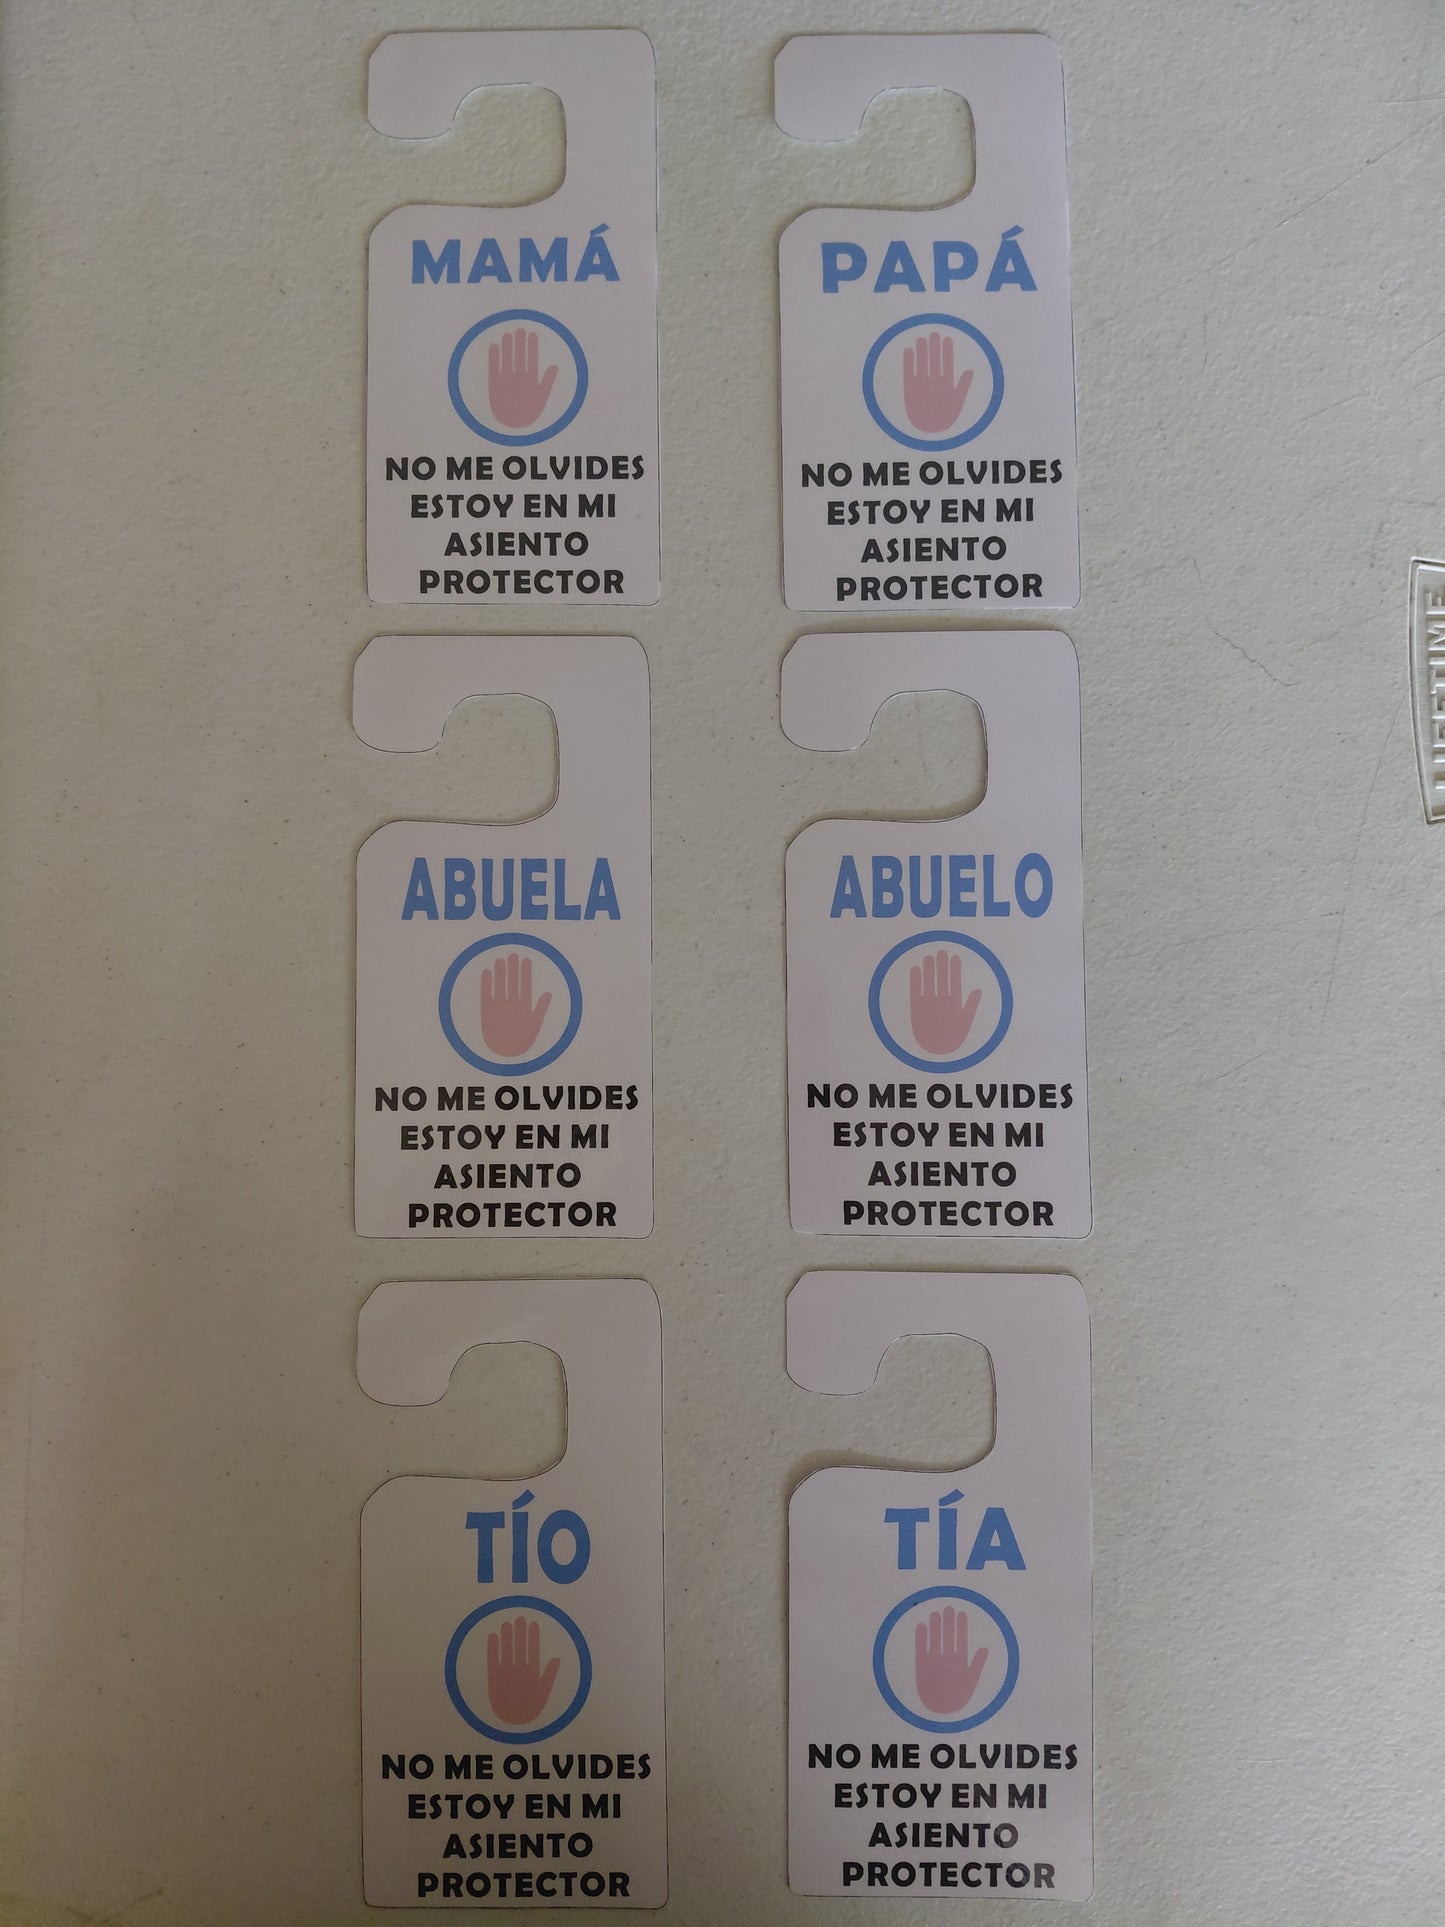 MAMÁ
NO ME OLVIDES
ESTOY EN MI
ASIENTO
PROTECTOR
PAPÁ
NO ME OLVIDES
ESTOY EN MI
ASIENTO
PROTECTOR
ABUELA
NO ME OLVIDES
ESTOY EN MI
ASIENTO
PROTECTOR
ABUELO
NO ME OLVIDES
ESTOY EN MI
ASIENTO
PROTECTOR
TÍO
NO ME OLVIDES
ESTOY EN MI
ASIENTO
PROTECTOR
TÍA
NO ME OLVIDES
ESTOY EN MI
ASIENTO
PROTECTOR
LIFETIME